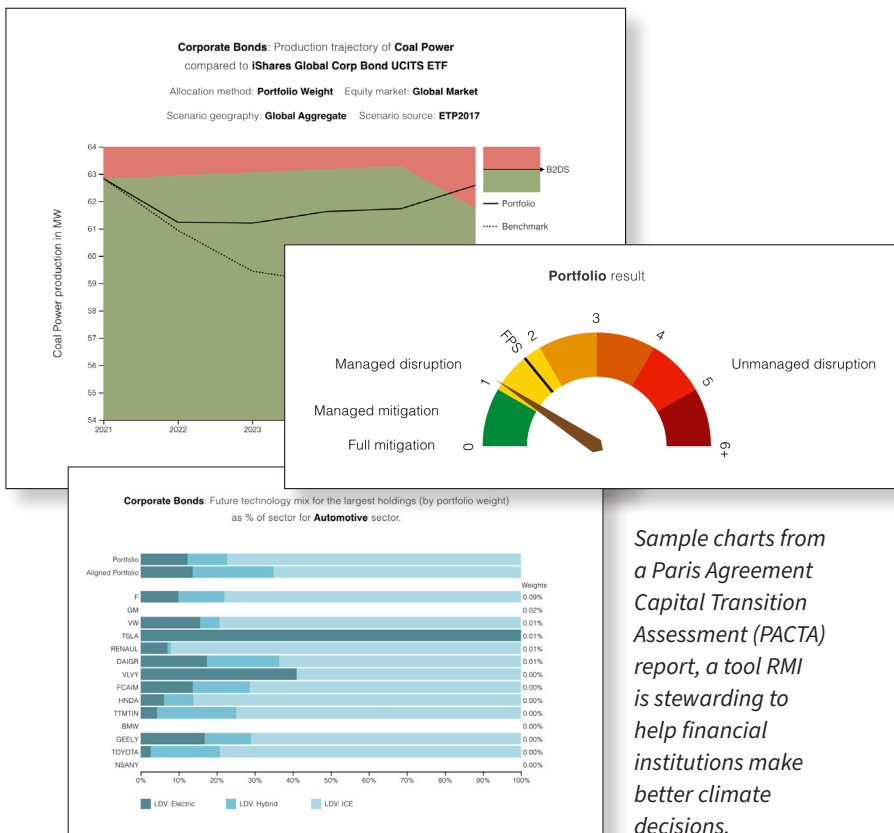 Corporate Bonds: Production trajectory of Coal Power
compared to iShares Global Corp Bond UCITS ETF
Allocation method: Portfolio Weight Equity market: Global Market
Scenario geography: Global Aggregate Scenario source: ETP2017
Coal Power production in MW
64
63
62
61
60
59
58
57
56
55
54
2021
2022
2023
B2DS
Portfolio
Benchmark
Portfolio result
Managed disruption
Managed mitigation
Full mitigation
0
1
FPS
2
3
4
5
6+
Unmanaged disruption
Corporate Bonds: Future technology mix for the largest holdings (by portfolio weight)
as % of sector for Automotive sector.
Portfolio
Aligned Portfolio
Weights
F 0.09%
GM 0.02%
VW 0.01%
TSLA 0.01%
RENAUL 0.01%
DAIGR 0.01%
VLVY 0.00%
FCAIM 0.00%
HNDA 0.00%
TTMTIN 0.00%
BMW 0.00%
GEELY 0.00%
TOYOTA 0.00%
NSANY 0.00%
0% 10% 20% 30% 40% 50% 60% 70% 80% 90% 100%
LDV: Electric LDV: Hybrid LDV: ICE
Sample charts from
a Paris Agreement
Capital Transition
Assessment (PACTA)
report, a tool RMI
is stewarding to
help financial
institutions make
better climate
decisions.